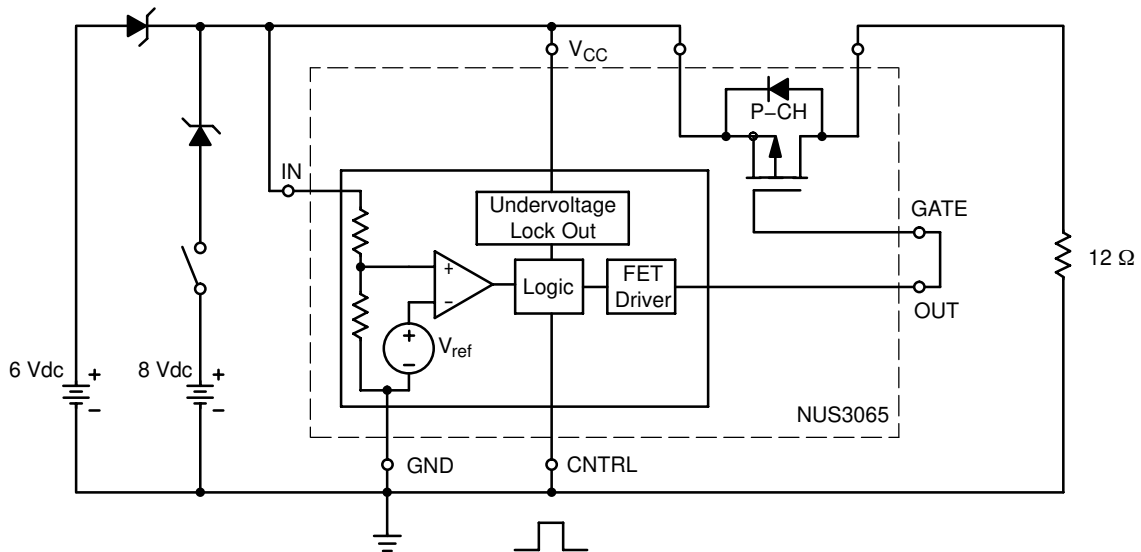 V_CC
P−CH
IN
Undervoltage
Lock Out
GATE
+
−
Logic
FET
Driver
12 Ω
OUT
+
−
V_ref
6 Vdc
+
−
8 Vdc
+
−
NUS3065
GND
CNTRL